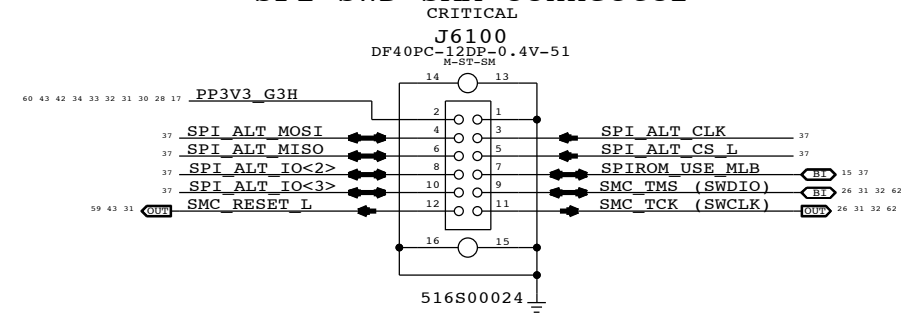 CRITICAL
J6100
DF40PC-12DP-0.4V-51
M-ST-SM
14 13
60 43 42 34 33 32 31 30 28 17 PP3V3_G3H
2 1
37 SPI_ALT_MOSI 4 3 SPI_ALT_CLK 37
37 SPI_ALT_MISO 6 5 SPI_ALT_CS_L 37
37 SPI_ALT_IO<2> 8 7 SPIROM_USE_MLB BI 15 37
37 SPI_ALT_IO<3> 10 9 SMC_TMS (SWDIO) BI 26 31 32 62
59 43 31 OUT SMC_RESET_L 12 11 SMC_TCK (SWCLK) OUT 26 31 32 62
16 15
516S00024